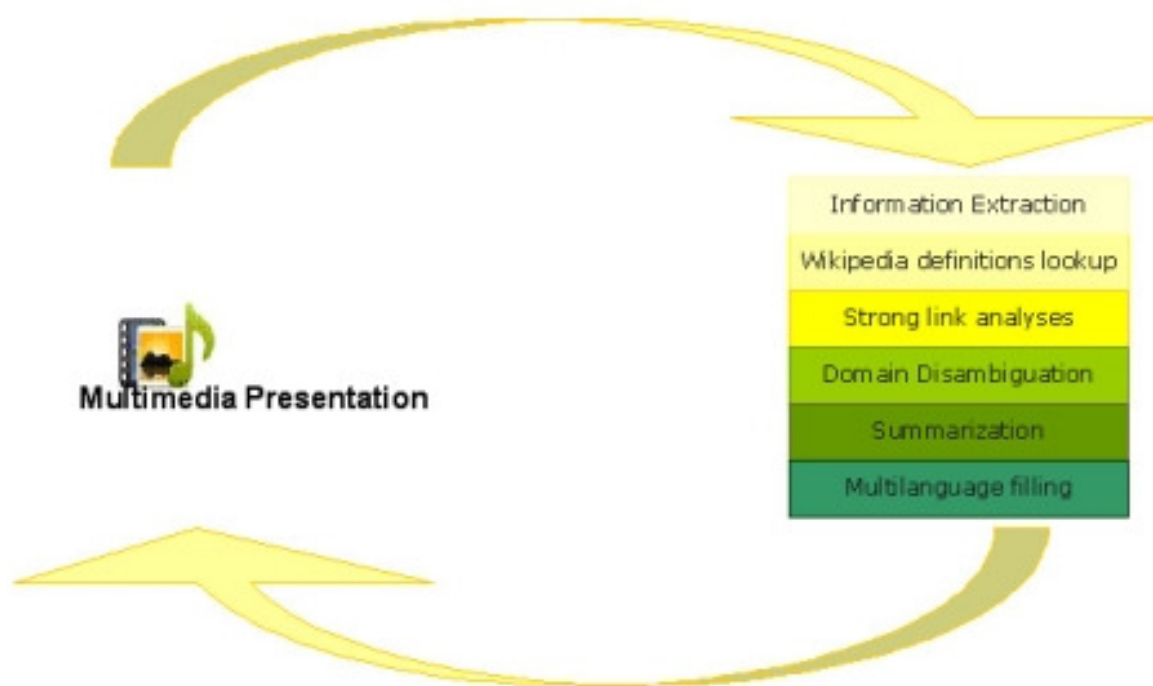 Information Extraction
Wikipedia definitions lookup
Strong link analyses
Domain Disambiguation
Summarization
Multilanguage filling
Multimedia Presentation